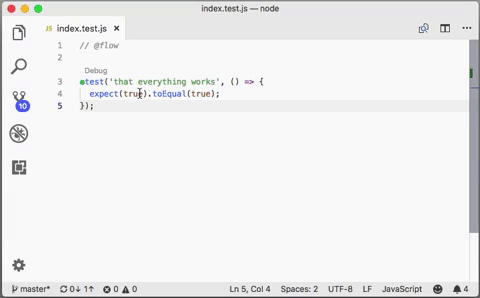 index.test.js — node
JS index.test.js ×
1 // @flow
2
Debug
3 test('that everything works', () => {
4 expect(true).toEqual(true);
5 });
10
master* 0↓ 1↑ 0 0 Ln 5, Col 4 Spaces: 2 UTF-8 LF JavaScript 4